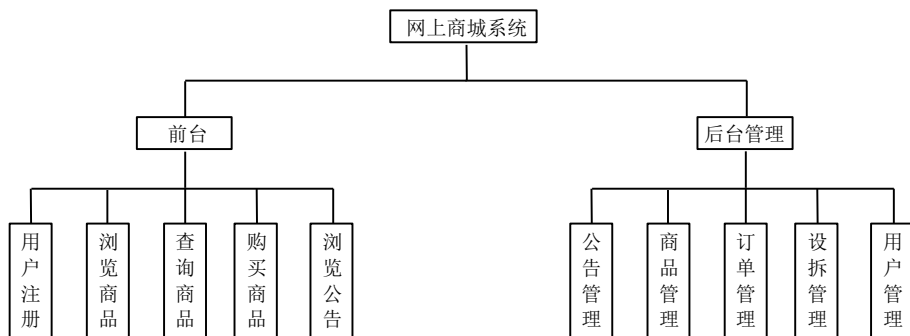 网上商城系统
前台
后台管理
用户注册
浏览商品
查询商品
购买商品
浏览公告
公告管理
商品管理
订单管理
设拆管理
用户管理